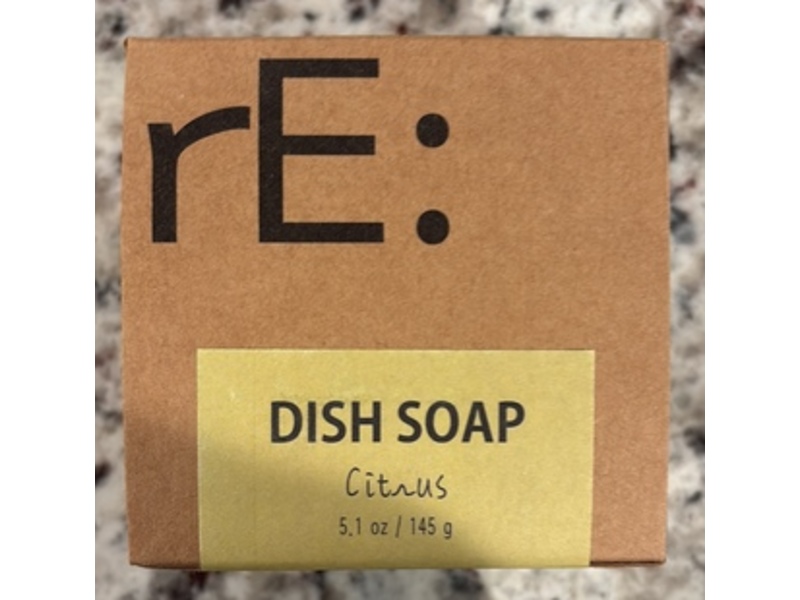 rE:
DISH SOAP
Citrus
5.1 oz / 145 g